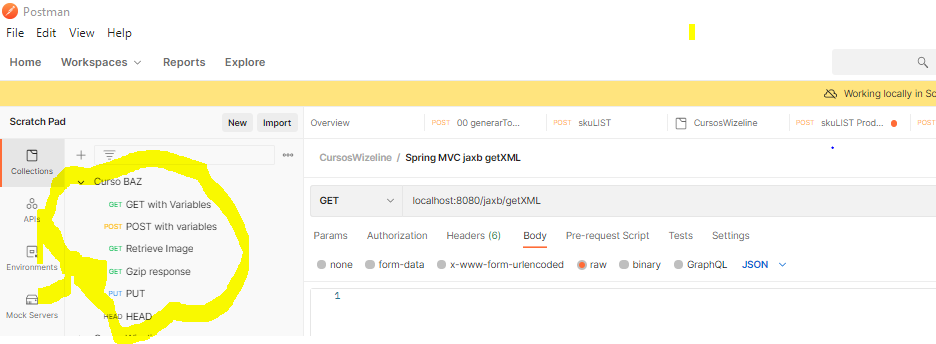 Postman
File Edit View Help
Home Workspaces Reports Explore
Working locally in Sc
Scratch Pad New Import
Overview POST 00 generarTo... POST skuLIST CursosWizeline POST skuLIST Prod... POST
Collections
APIs
Environments
Mock Servers
Curso BAZ
GET GET with Variables
POST POST with variables
GET Retrieve Image
GET Gzip response
PUT PUT
HEAD HEAD
CursosWizeline / Spring MVC jaxb getXML
GET localhost:8080/jaxb/getXML
Params Authorization Headers (6) Body Pre-request Script Tests Settings
none form-data x-www-form-urlencoded raw binary GraphQL JSON
1